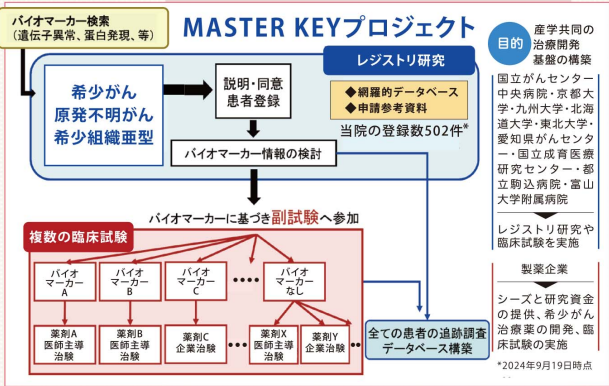 バイオマーカー検索
(遺伝子異常、蛋白発現、等)
MASTER KEYプロジェクト
レジストリ研究
希少がん
原発不明がん
希少組織亜型
説明・同意
患者登録
◆網羅的データベース
◆申請参考資料
当院の登録数502件*
バイオマーカー情報の検討
バイオマーカーに基づき副試験へ参加
複数の臨床試験
バイオ
マーカー
A
バイオ
マーカー
B
バイオ
マーカー
C
••••
バイオ
マーカー
なし
薬剤A
医師主導
治験
薬剤B
医師主導
治験
薬剤C
企業治験
••••
薬剤X
医師主導
治験
薬剤Y
企業治験
••
全ての患者の追跡調査
データベース構築
目的
産学共同の
治療開発
基盤の構築
国立がんセンター
中央病院・京都大
学・九州大学・北海
道大学・東北大学・
愛知県がんセンタ
ー・国立成育医療
研究センター・都
立駒込病院・富山
大学附属病院
レジストリ研究や
臨床試験を実施
製薬企業
シーズと研究資金
の提供、希少がん
治療薬の開発、臨
床試験の実施
*2024年9月19日時点